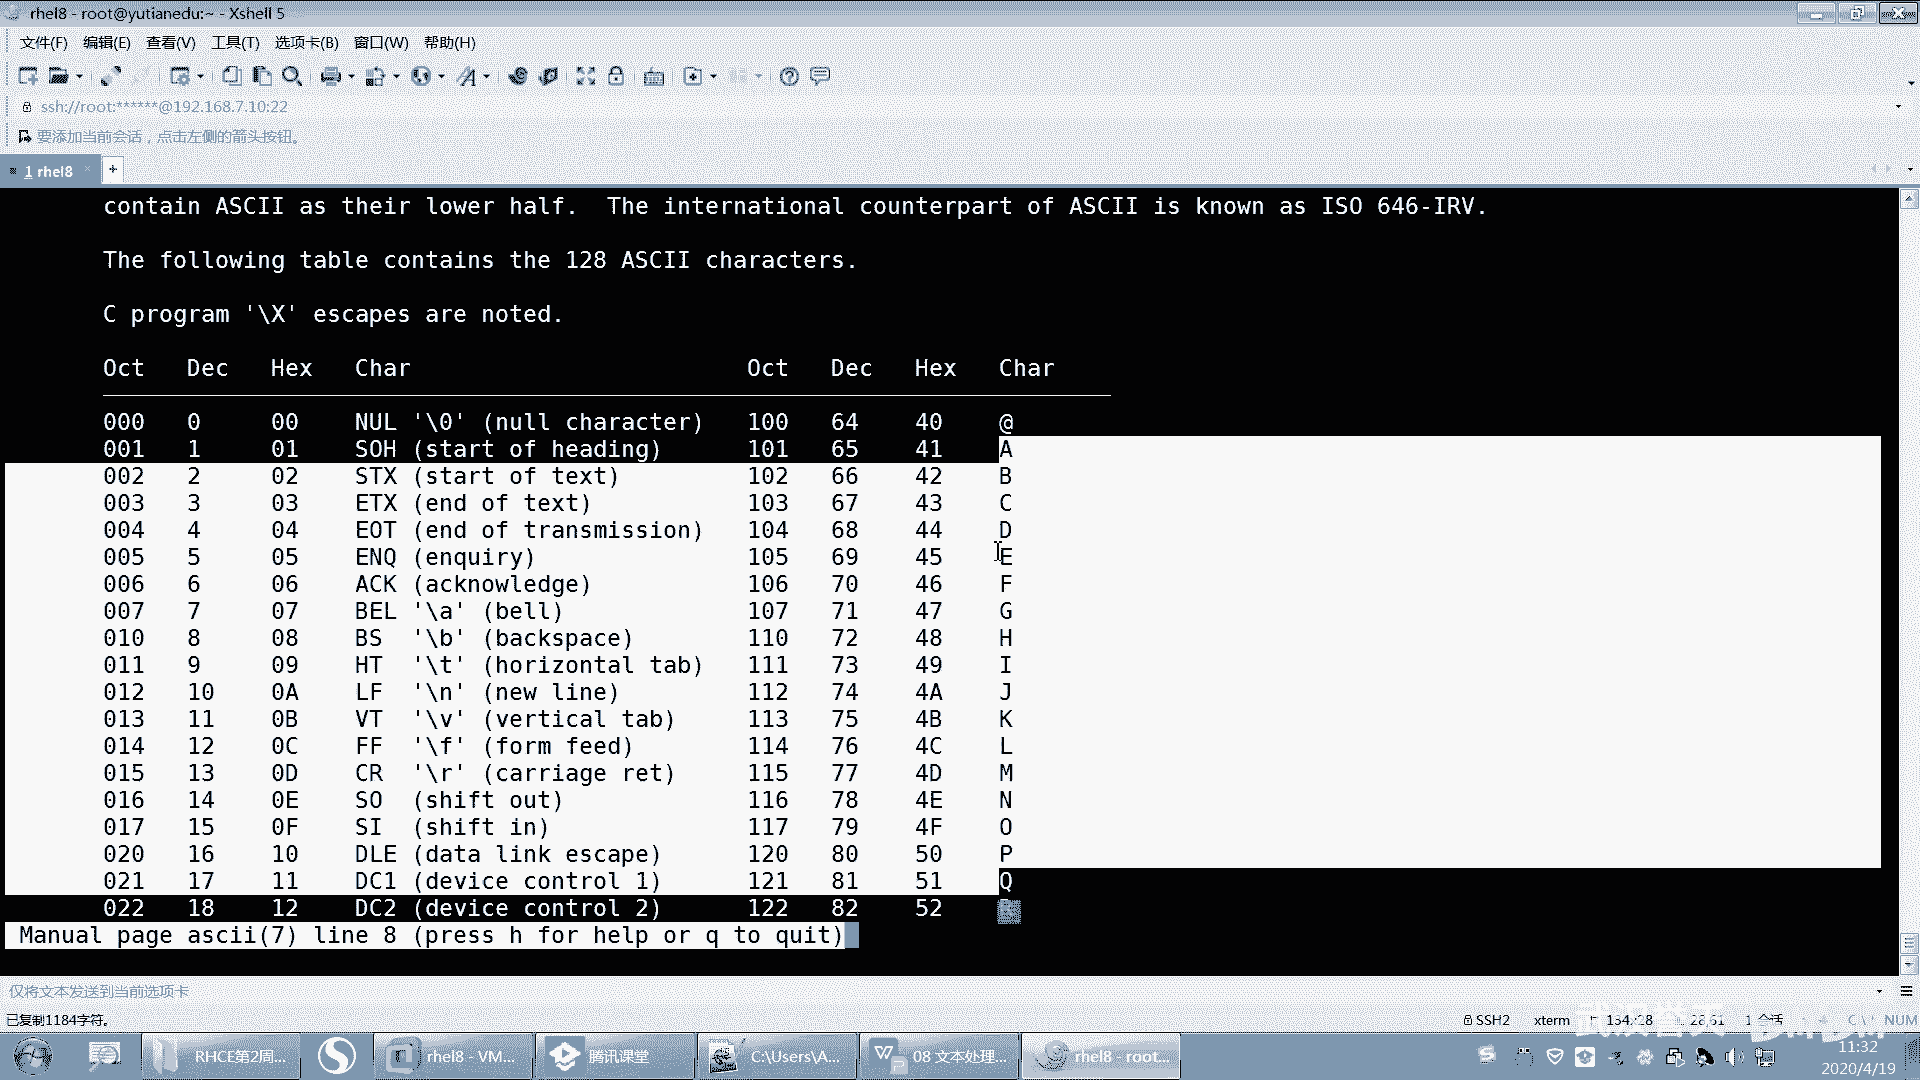 rhel8 - root@yutianedu:~ - Xshell 5
文件(F) 编辑(E) 查看(V) 工具(T) 选项卡(B) 窗口(W) 帮助(H)
ssh://root:******@192.168.7.10:22
要添加当前会话，点击左侧的箭头按钮。
1 rhel8
contain ASCII as their lower half.  The international counterpart of ASCII is known as ISO 646-IRV.
The following table contains the 128 ASCII characters.
C program '\X' escapes are noted.
Oct   Dec   Hex   Char                        Oct   Dec   Hex   Char
000   0     00    NUL '\0' (null character)   100   64    40    @
001   1     01    SOH (start of heading)      101   65    41    A
002   2     02    STX (start of text)         102   66    42    B
003   3     03    ETX (end of text)           103   67    43    C
004   4     04    EOT (end of transmission)   104   68    44    D
005   5     05    ENQ (enquiry)               105   69    45    E
006   6     06    ACK (acknowledge)           106   70    46    F
007   7     07    BEL '\a' (bell)             107   71    47    G
010   8     08    BS  '\b' (backspace)        110   72    48    H
011   9     09    HT  '\t' (horizontal tab)   111   73    49    I
012   10    0A    LF  '\n' (new line)         112   74    4A    J
013   11    0B    VT  '\v' (vertical tab)     113   75    4B    K
014   12    0C    FF  '\f' (form feed)        114   76    4C    L
015   13    0D    CR  '\r' (carriage ret)     115   77    4D    M
016   14    0E    SO  (shift out)             116   78    4E    N
017   15    0F    SI  (shift in)              117   79    4F    O
020   16    10    DLE (data link escape)      120   80    50    P
021   17    11    DC1 (device control 1)      121   81    51    Q
022   18    12    DC2 (device control 2)      122   82    52
Manual page ascii(7) line 8 (press h for help or q to quit)
仅将文本发送到当前选项卡
已复制1184字符。
SSH2 xterm 134x28 28,61 1 会话 NUM
RHCE第2周... rhel8 - VM... 腾讯课堂 C:\Users\A... 08 文本处理... rhel8 - root...
11:32
2020/4/19